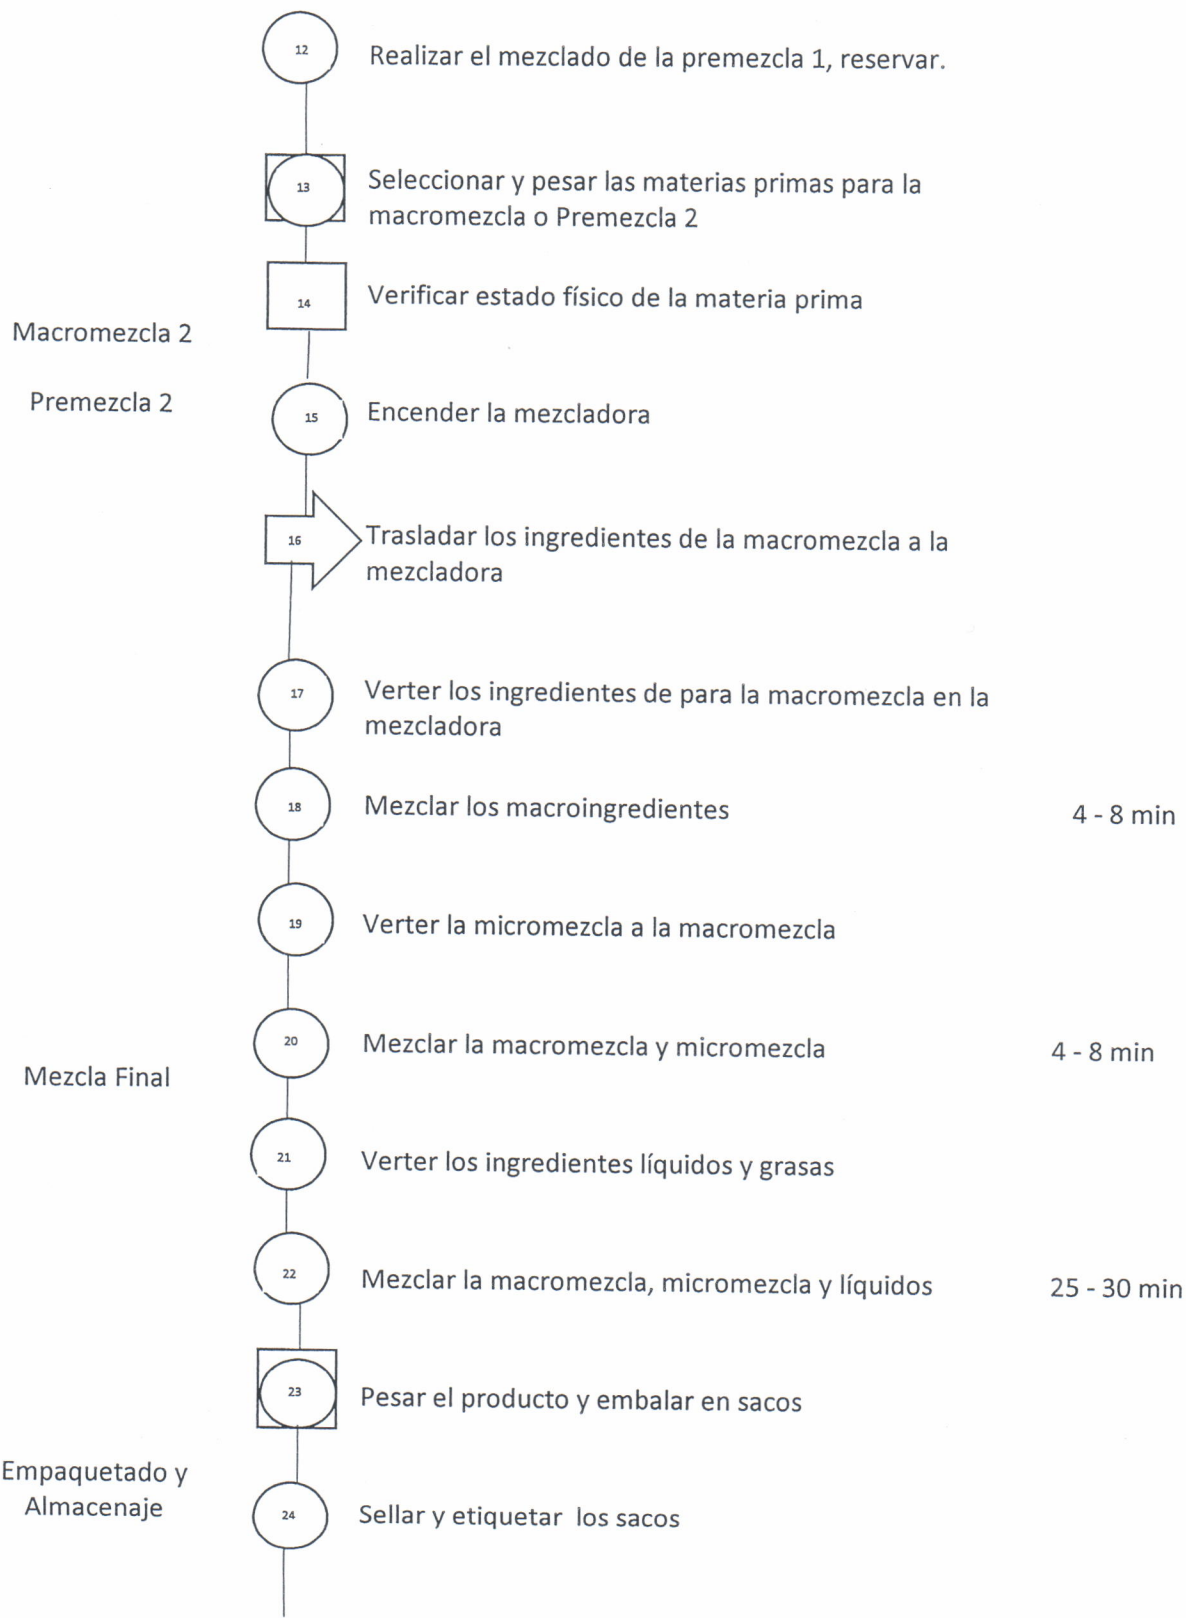 12
Realizar el mezclado de la premezcla 1, reservar.
13
Seleccionar y pesar las materias primas para la
macromezcla o Premezcla 2
14
Verificar estado físico de la materia prima
Macromezcla 2
Premezcla 2
15
Encender la mezcladora
16
Trasladar los ingredientes de la macromezcla a la
mezcladora
17
Verter los ingredientes de para la macromezcla en la
mezcladora
18
Mezclar los macroingredientes
4 - 8 min
19
Verter la micromezcla a la macromezcla
20
Mezclar la macromezcla y micromezcla
4 - 8 min
Mezcla Final
21
Verter los ingredientes líquidos y grasas
22
Mezclar la macromezcla, micromezcla y líquidos
25 - 30 min
23
Pesar el producto y embalar en sacos
Empaquetado y
Almacenaje
24
Sellar y etiquetar los sacos